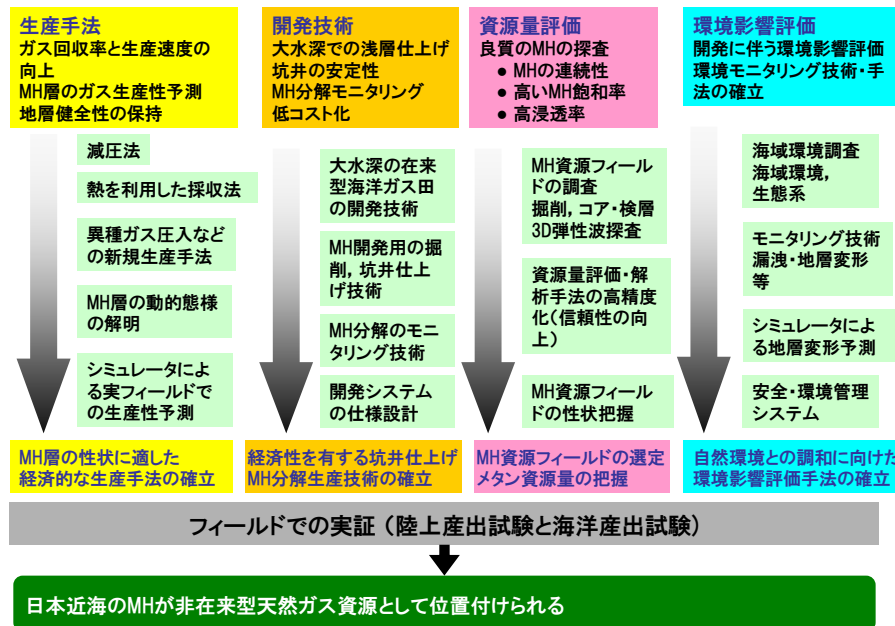 生産手法
ガス回収率と生産速度の
向上
MH層のガス生産性予測
地層健全性の保持
減圧法
熱を利用した採収法
異種ガス圧入など
の新規生産手法
MH層の動的態様
の解明
シミュレータによ
る実フィールドで
の生産性予測
MH層の性状に適した
経済的な生産手法の確立
開発技術
大水深での浅層仕上げ
坑井の安定性
MH分解モニタリング
低コスト化
大水深の在来
型海洋ガス田
の開発技術
MH開発用の掘
削，坑井仕上
げ技術
MH分解のモニ
タリング技術
開発システム
の仕様設計
経済性を有する坑井仕上げ
MH分解生産技術の確立
資源量評価
良質のMHの探査
● MHの連続性
● 高いMH飽和率
● 高浸透率
MH資源フィール
ドの調査
掘削，コア・検層
3D弾性波探査
資源量評価・解
析手法の高精度
化（信頼性の向
上）
MH資源フィール
ドの性状把握
MH資源フィールドの選定
メタン資源量の把握
環境影響評価
開発に伴う環境影響評価
環境モニタリング技術・手
法の確立
海域環境調査
海域環境，
生態系
モニタリング技術
漏洩・地層変形
等
シミュレータによ
る地層変形予測
安全・環境管理
システム
自然環境との調和に向けた
環境影響評価手法の確立
フィールドでの実証 （陸上産出試験と海洋産出試験）
日本近海のMHが非在来型天然ガス資源として位置付けられる